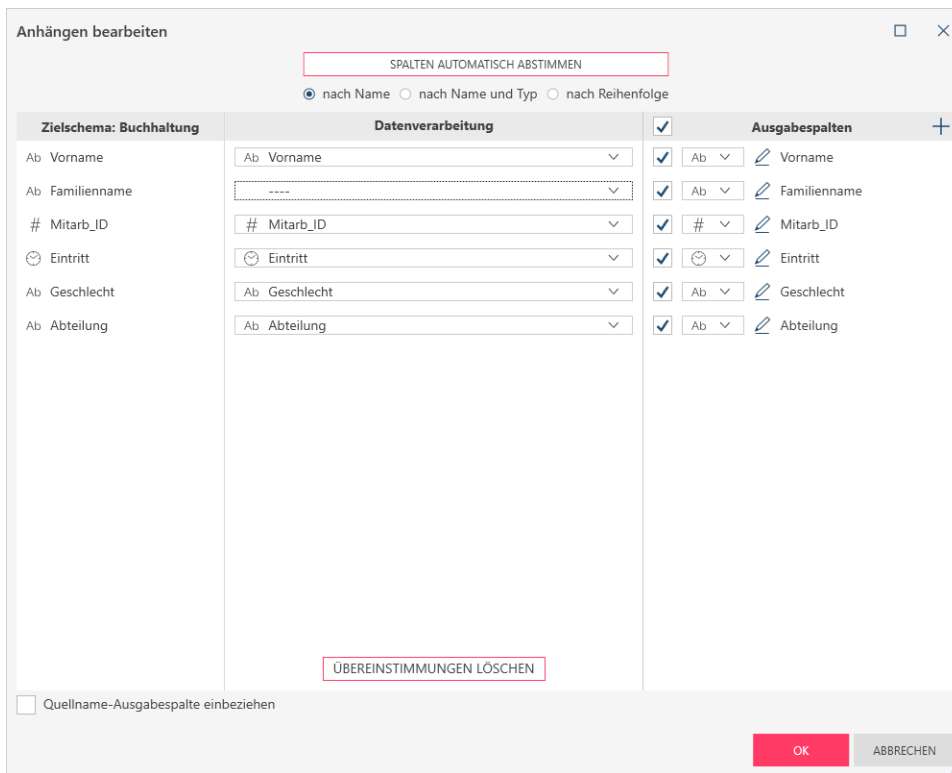 Anhängen bearbeiten
SPALTEN AUTOMATISCH ABSTIMMEN
nach Name nach Name und Typ nach Reihenfolge
Zielschema: Buchhaltung Datenverarbeitung Ausgabespalten
Ab Vorname Ab Vorname Ab Vorname
Ab Familienname ---- Ab Familienname
# Mitarb_ID # Mitarb_ID # Mitarb_ID
Eintritt Eintritt Eintritt
Ab Geschlecht Ab Geschlecht Ab Geschlecht
Ab Abteilung Ab Abteilung Ab Abteilung
ÜBEREINSTIMMUNGEN LÖSCHEN
Quellname-Ausgabespalte einbeziehen
OK ABBRECHEN